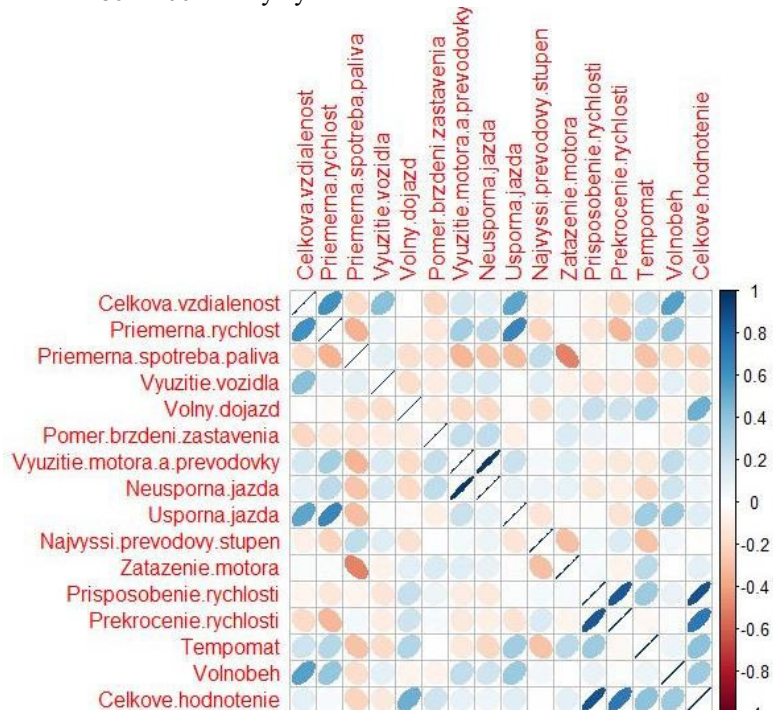 Celkova.vzdialenost
Priemerna.rychlost
Priemerna.spotreba.paliva
Vyuzitie.vozidla
Volny.dojazd
Pomer.brzdeni.zastavenia
Vyuzitie.motora.a.prevodovky
Neusporna.jazda
Usporna.jazda
Najvyssi.prevodovy.stupen
Zatazenie.motora
Prisposobenie.rychlosti
Prekrocenie.rychlosti
Tempomat
Volnobeh
Celkove.hodnotenie
Celkova.vzdialenost
Priemerna.rychlost
Priemerna.spotreba.paliva
Vyuzitie.vozidla
Volny.dojazd
Pomer.brzdeni.zastavenia
Vyuzitie.motora.a.prevodovky
Neusporna.jazda
Usporna.jazda
Najvyssi.prevodovy.stupen
Zatazenie.motora
Prisposobenie.rychlosti
Prekrocenie.rychlosti
Tempomat
Volnobeh
Celkove.hodnotenie
1
0.8
0.6
0.4
0.2
0
-0.2
-0.4
-0.6
-0.8